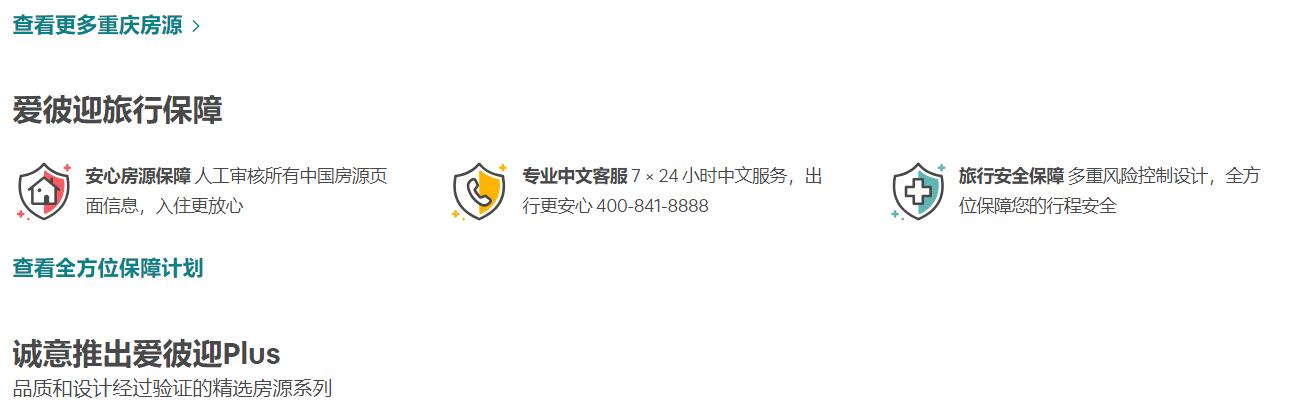 查看更多重庆房源
爱彼迎旅行保障
安心房源保障 人工审核所有中国房源页
面信息，入住更放心
专业中文客服 7 × 24 小时中文服务，出
行更安心 400-841-8888
旅行安全保障 多重风险控制设计，全方
位保障您的行程安全
查看全方位保障计划
诚意推出爱彼迎Plus
品质和设计经过验证的精选房源系列